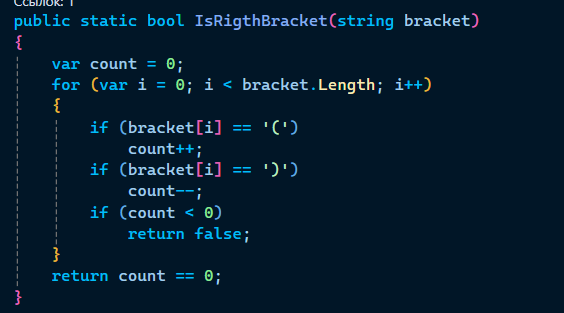 Ссылок: 1
public static bool IsRigthBracket(string bracket)
{
    var count = 0;
    for (var i = 0; i < bracket.Length; i++)
    {
        if (bracket[i] == '(')
            count++;
        if (bracket[i] == ')')
            count--;
        if (count < 0)
            return false;
    }
    return count == 0;
}